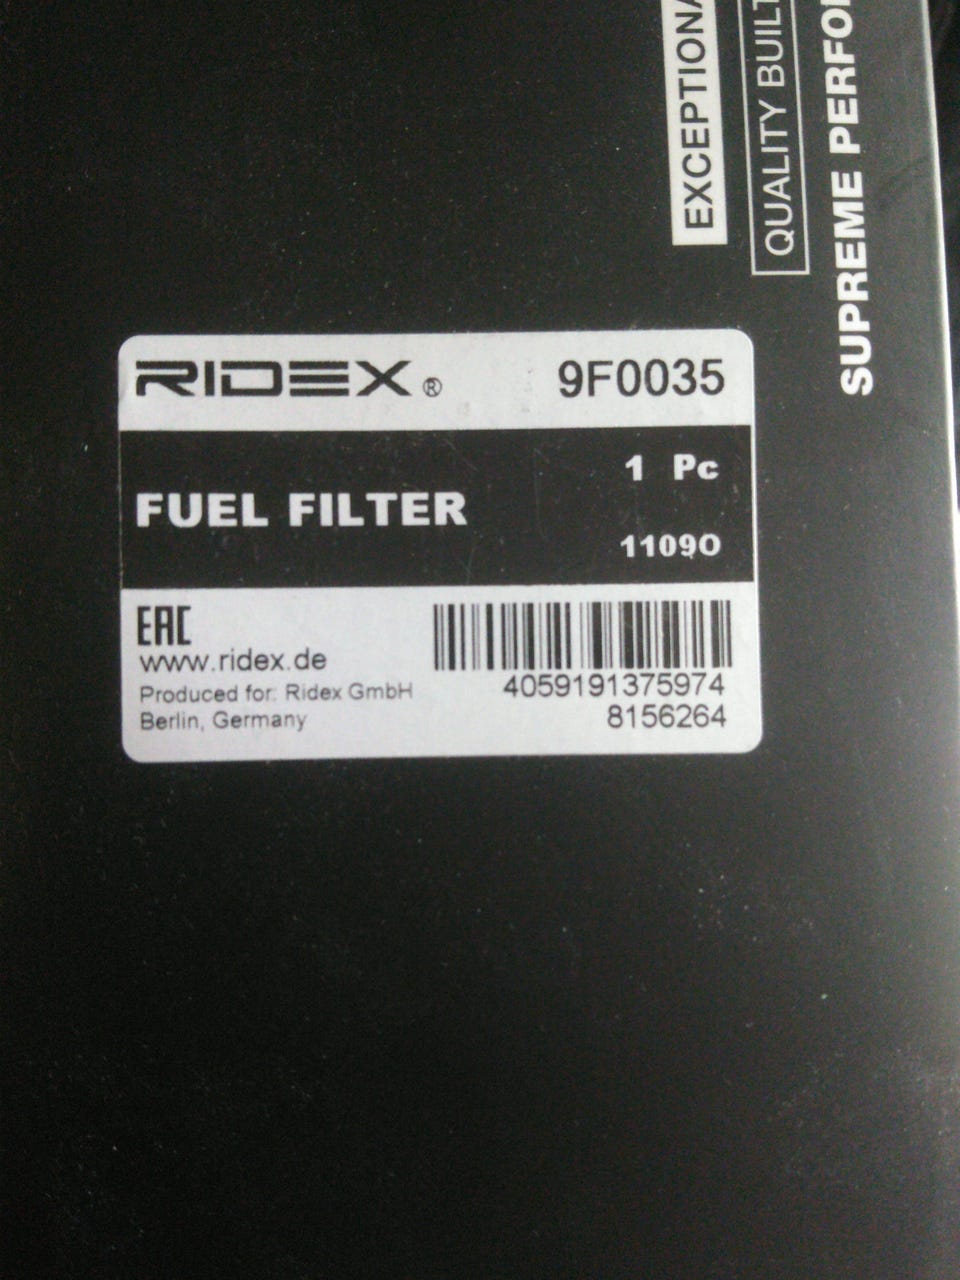 EXCEPTIONA
QUALITY BUILT
SUPREME PERFO
RIDEX® 9F0035
1 Pc
FUEL FILTER
1109O
EAC
www.ridex.de
Produced for: Ridex GmbH
Berlin, Germany
4059191375974
8156264